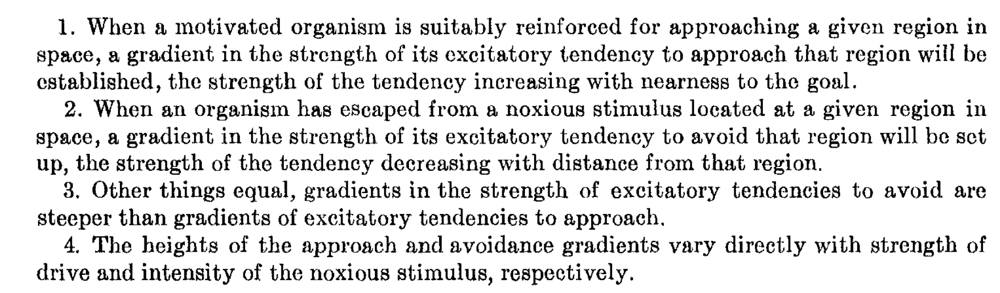 1. When a motivated organism is suitably reinforced for approaching a given region in
space, a gradient in the strength of its excitatory tendency to approach that region will be
established, the strength of the tendency increasing with nearness to the goal.
2. When an organism has escaped from a noxious stimulus located at a given region in
space, a gradient in the strength of its excitatory tendency to avoid that region will be set
up, the strength of the tendency decreasing with distance from that region.
3. Other things equal, gradients in the strength of excitatory tendencies to avoid are
steeper than gradients of excitatory tendencies to approach.
4. The heights of the approach and avoidance gradients vary directly with strength of
drive and intensity of the noxious stimulus, respectively.